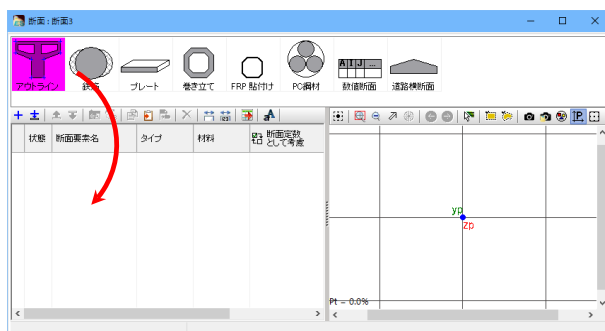 断面 : 断面3
アウトライン 鉄筋 プレート 巻き立て FRP 貼付け PC鋼材 数値断面 道路横断面
A I J ...
状態 断面要素名 タイプ 材料 断面定数
として考慮
yp
zp
Pt = 0.0%